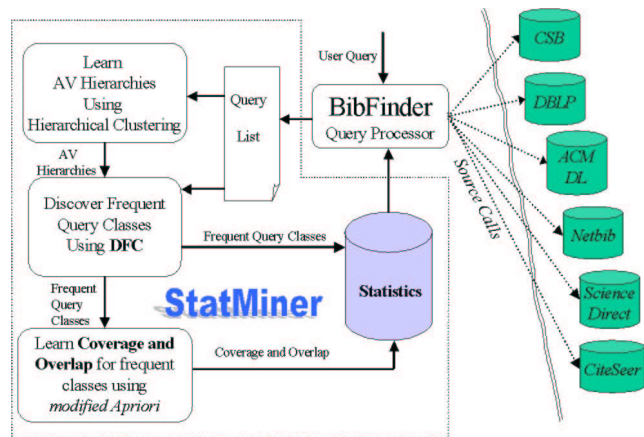 Learn
AV Hierarchies
Using
Hierarchical Clustering
Query
List
User Query
BibFinder
Query Processor
CSB
DBLP
ACM
DL
Netbib
Science
Direct
CiteSeer
Source Calls
AV
Hierarchies
Discover Frequent
Query Classes
Using DFC
Frequent Query Classes
Statistics
StatMiner
Frequent
Query
Classes
Learn Coverage and
Overlap for frequent
classes using
modified Apriori
Coverage and Overlap